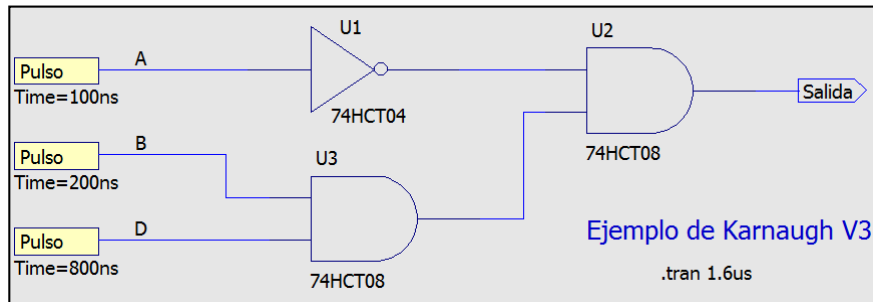 U1
U2
Pulso
A
Time=100ns
74HCT04
Salida
Pulso
B
Time=200ns
U3
74HCT08
Pulso
D
Time=800ns
74HCT08
Ejemplo de Karnaugh V3
.tran 1.6us